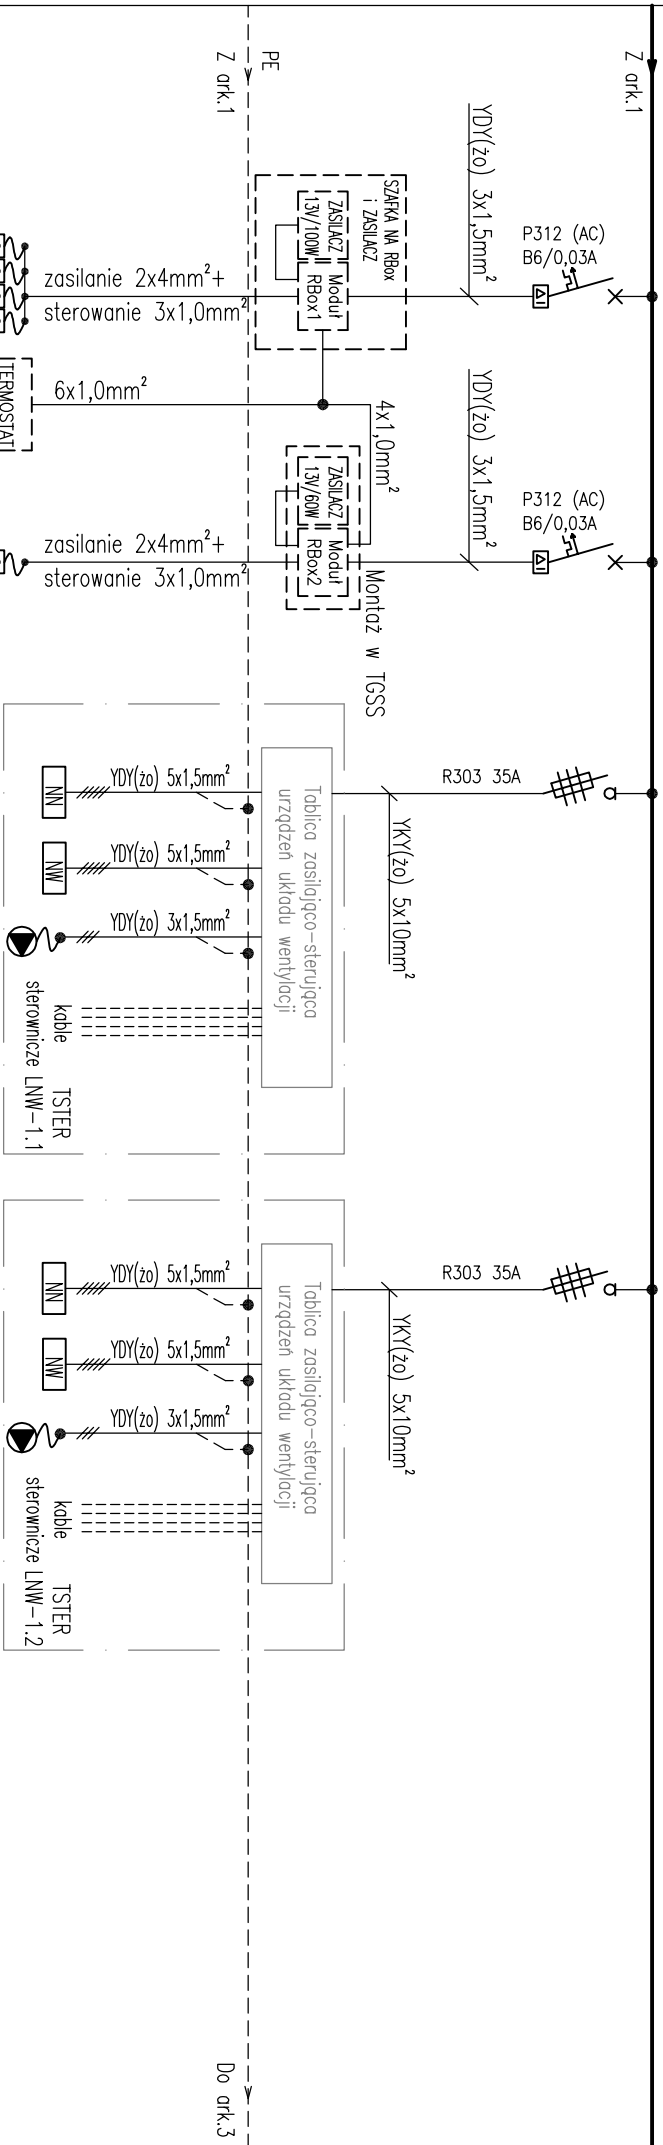 Z ark.1
PE
Z ark.1
P312 (AC)
B6/0,03A
YDY(żo) 3x1,5mm²
SZAFKA NA RBox
i ZASILACZ
ZASILACZ
13V/100W
Moduł
RBox1
zasilanie 2x4mm²+
sterowanie 3x1,0mm²
TERMOSTAT
6x1,0mm²
4x1,0mm²
P312 (AC)
B6/0,03A
YDY(żo) 3x1,5mm²
ZASILACZ
13V/60W
Moduł
RBox2
Montaż w TGSS
zasilanie 2x4mm²+
sterowanie 3x1,0mm²
R303 35A
YKY(żo) 5x10mm²
Tablica zasilająco-sterująca
urządzeń układu wentylacji
YDY(żo) 5x1,5mm²
NN
YDY(żo) 5x1,5mm²
NW
YDY(żo) 3x1,5mm²
kable
sterownicze
TSTER
LNW-1.1
R303 35A
YKY(żo) 5x10mm²
Tablica zasilająco-sterująca
urządzeń układu wentylacji
YDY(żo) 5x1,5mm²
NN
YDY(żo) 5x1,5mm²
NW
YDY(żo) 3x1,5mm²
kable
sterownicze
TSTER
LNW-1.2
Do ark.3